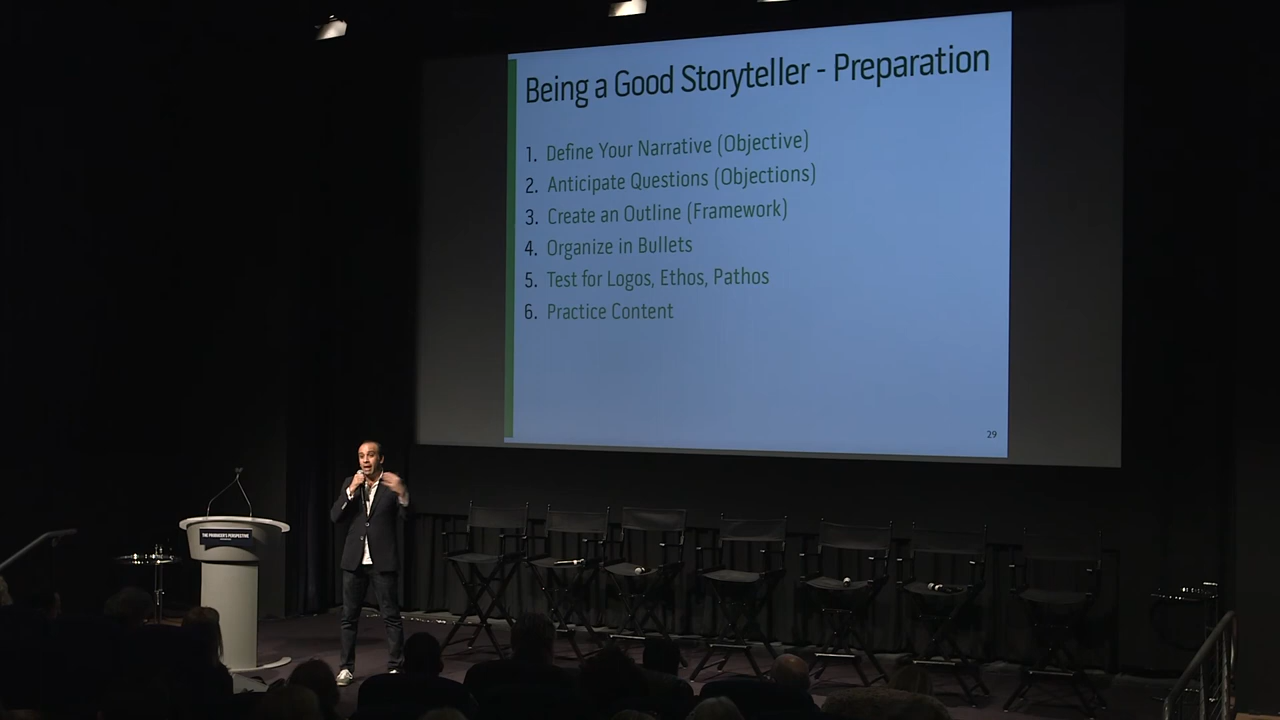 Being a Good Storyteller - Preparation
1. Define Your Narrative (Objective)
2. Anticipate Questions (Objections)
3. Create an Outline (Framework)
4. Organize in Bullets
5. Test for Logos, Ethos, Pathos
6. Practice Content
29
THE PRODUCER'S PERSPECTIVE